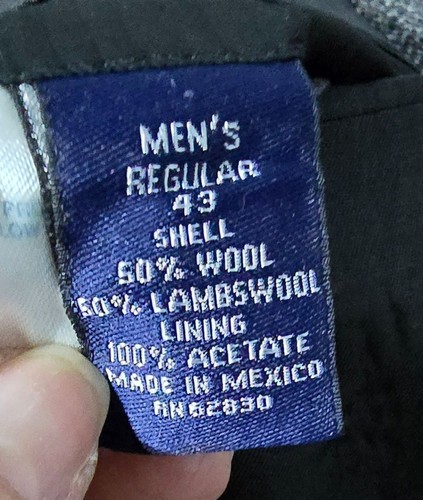 MEN'S
REGULAR
43
SHELL
50% WOOL
50% LAMBSWOOL
LINING
100% ACETATE
MADE IN MEXICO
RN62830